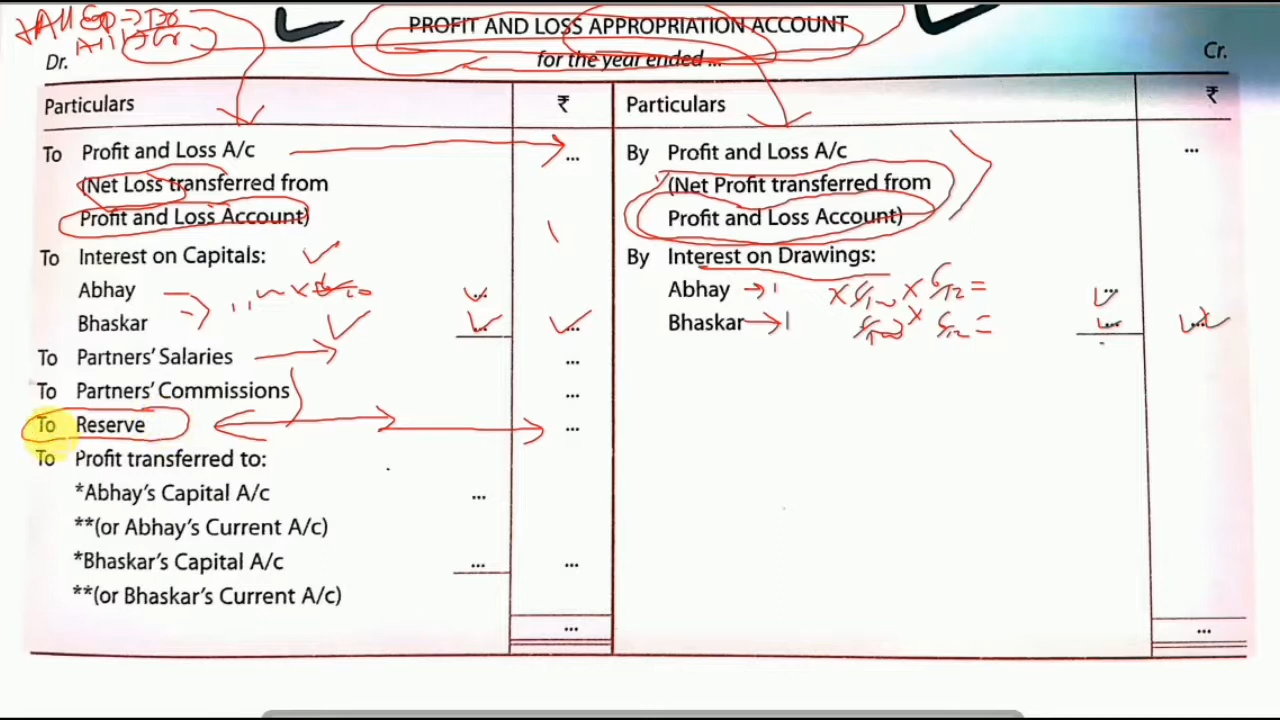 PROFIT AND LOSS APPROPRIATION ACCOUNT
for the year ended ...
Dr. Cr.
Particulars ₹ Particulars ₹
To Profit and Loss A/c ... By Profit and Loss A/c ...
(Net Loss transferred from (Net Profit transferred from
Profit and Loss Account) Profit and Loss Account)
To Interest on Capitals: By Interest on Drawings:
Abhay ... Abhay ...
Bhaskar ... ... Bhaskar ... ...
To Partners' Salaries ...
To Partners' Commissions ...
To Reserve ...
To Profit transferred to:
*Abhay's Capital A/c ...
**(or Abhay's Current A/c)
*Bhaskar's Capital A/c ... ...
**(or Bhaskar's Current A/c)
... ...